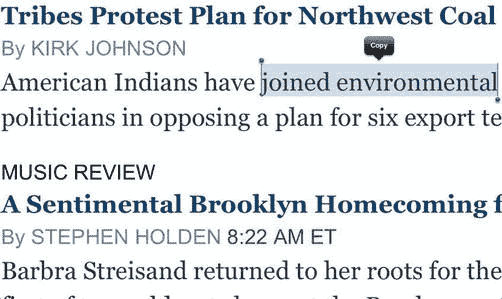 Tribes Protest Plan for Northwest Coal
By KIRK JOHNSON
Copy
American Indians have joined environmental
politicians in opposing a plan for six export te
MUSIC REVIEW
A Sentimental Brooklyn Homecoming f
By STEPHEN HOLDEN 8:22 AM ET
Barbra Streisand returned to her roots for the